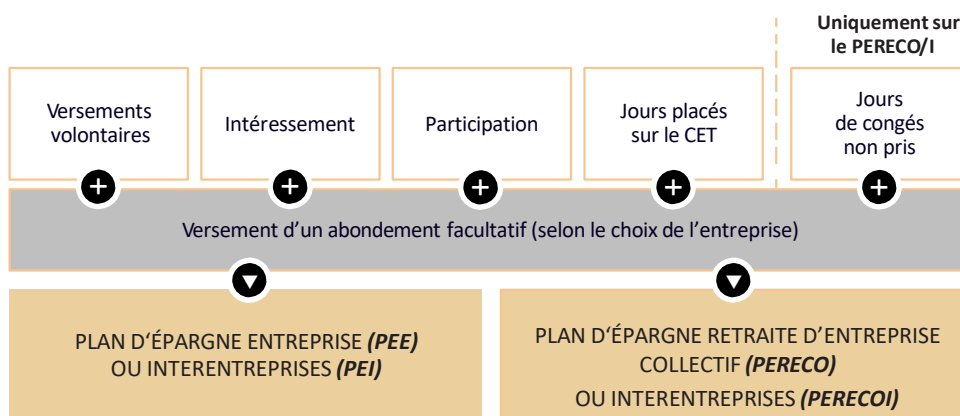 Uniquement sur
le PERECO/I
Versements
volontaires
Intéressement
Participation
Jours placés
sur le CET
Jours
de congés
non pris
Versement d’un abondement facultatif (selon le choix de l’entreprise)
PLAN D‘ÉPARGNE ENTREPRISE (PEE)
OU INTERENTREPRISES (PEI)
PLAN D’ÉPARGNE RETRAITE D’ENTREPRISE
COLLECTIF (PERECO)
OU INTERENTREPRISES (PERECOI)